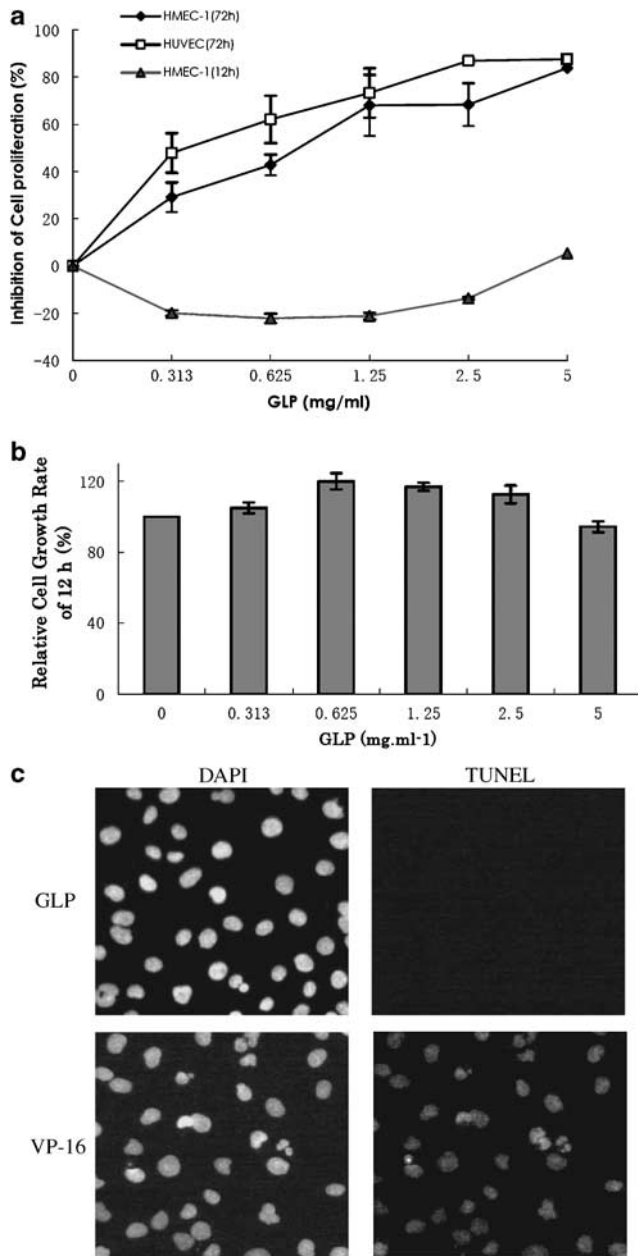 a
HMEC-1(72h)
HUVEC(72h)
HMEC-1(12h)
Inhibition of Cell proliferation (%)
100
80
60
40
20
0
-20
-40
0 0.313 0.625 1.25 2.5 5
GLP (mg/ml)
b
Relative Cell Growth Rate
of 12 h (%)
120
80
40
0
0 0.313 0.625 1.25 2.5 5
GLP (mg.ml-1)
c
DAPI TUNEL
GLP
VP-16